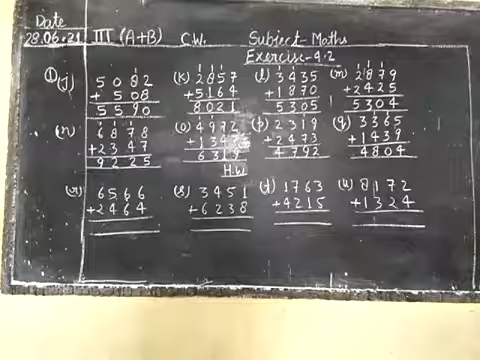 Date
28.06.21 III (A+B) C.W. Subject Maths
Exercise-4.2
① (j) 5082 + 508 5590
(k) 2857 +5164 8021
(l) 3435 +1870 5305
(m) 2879 +2425 5304
(n) 6878 +2347 9225
(o) 4972
(p) 2319 +2473 4792
(q) 3365 +1439 4804
H.W
(r) 6566 +2464
(s) 3451 +6238
(t) 1763 +4215
(u) 8172 +1324